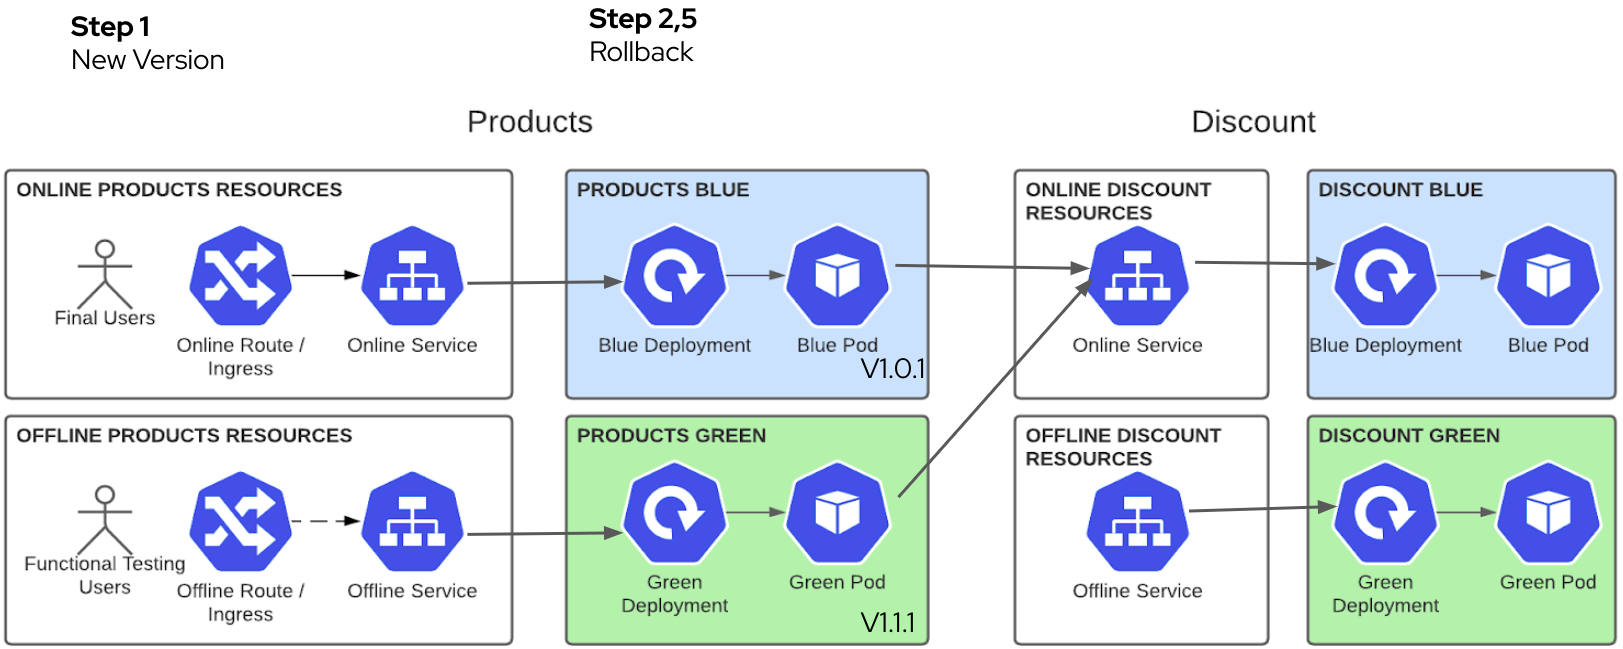 Step 1
New Version
Step 2,5
Rollback
Products
Discount
ONLINE PRODUCTS RESOURCES
Final Users
Online Route /
Ingress
Online Service
PRODUCTS BLUE
Blue Deployment
Blue Pod
V1.0.1
ONLINE DISCOUNT
RESOURCES
Online Service
DISCOUNT BLUE
Blue Deployment
Blue Pod
OFFLINE PRODUCTS RESOURCES
Functional Testing
Users
Offline Route /
Ingress
Offline Service
PRODUCTS GREEN
Green
Deployment
Green Pod
V1.1.1
OFFLINE DISCOUNT
RESOURCES
Offline Service
DISCOUNT GREEN
Green
Deployment
Green Pod